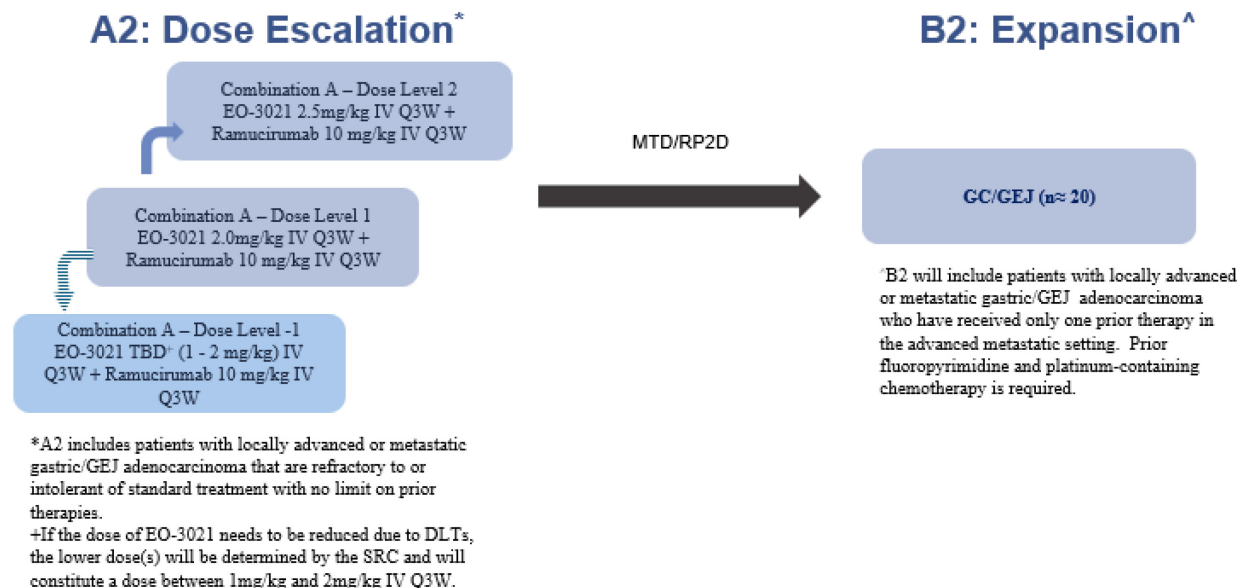 A2: Dose Escalation*
Combination A – Dose Level 2
EO-3021 2.5mg/kg IV Q3W +
Ramucirumab 10 mg/kg IV Q3W
Combination A – Dose Level 1
EO-3021 2.0mg/kg IV Q3W +
Ramucirumab 10 mg/kg IV Q3W
Combination A – Dose Level -1
EO-3021 TBD+ (1 - 2 mg/kg) IV
Q3W + Ramucirumab 10 mg/kg IV
Q3W
*A2 includes patients with locally advanced or metastatic
gastric/GEJ adenocarcinoma that are refractory to or
intolerant of standard treatment with no limit on prior
therapies.
+If the dose of EO-3021 needs to be reduced due to DLTs,
the lower dose(s) will be determined by the SRC and will
constitute a dose between 1mg/kg and 2mg/kg IV Q3W.
MTD/RP2D
B2: Expansion^
GC/GEJ (n≈ 20)
^B2 will include patients with locally advanced
or metastatic gastric/GEJ adenocarcinoma
who have received only one prior therapy in
the advanced metastatic setting. Prior
fluoropyrimidine and platinum-containing
chemotherapy is required.